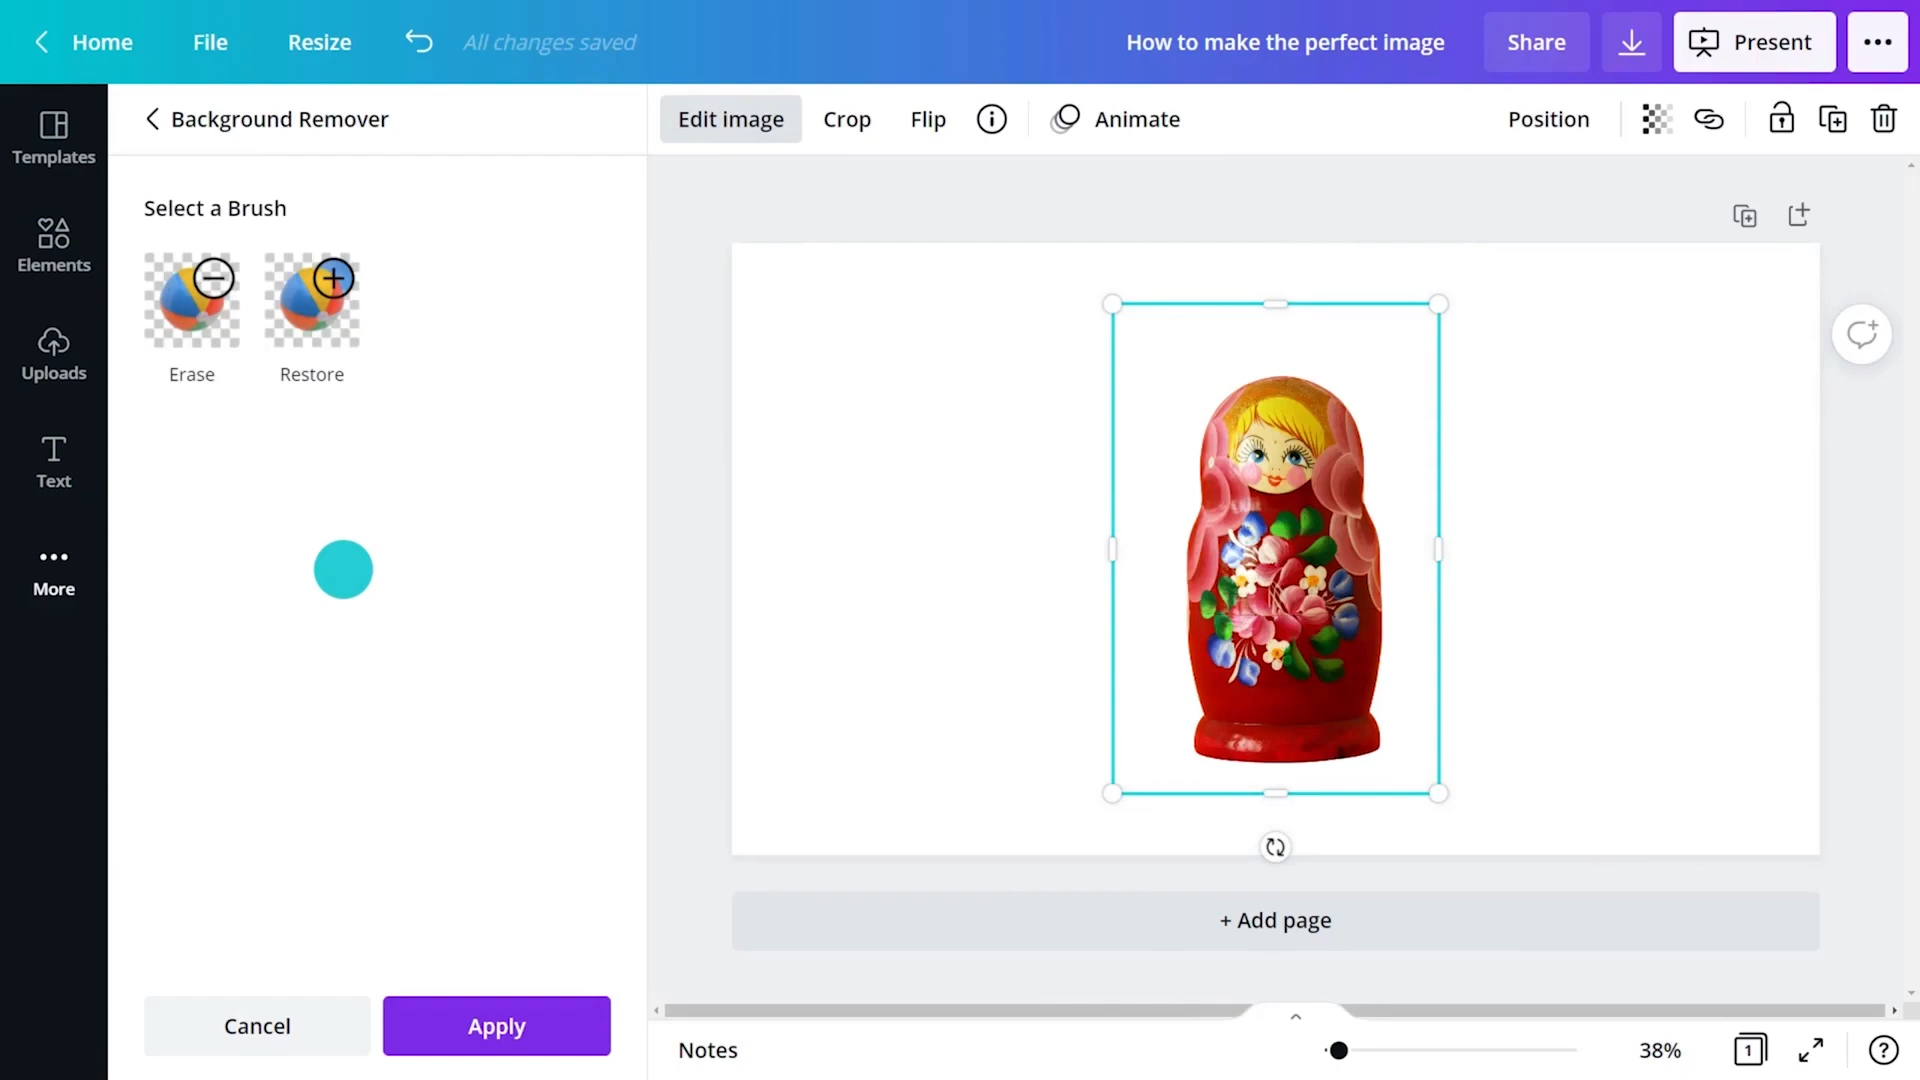 Home File Resize All changes saved How to make the perfect image Share Present
Background Remover Edit image Crop Flip Animate Position
Templates
Elements
Uploads
Text
More
Select a Brush
Erase Restore
+ Add page
Cancel Apply
Notes 38% 1